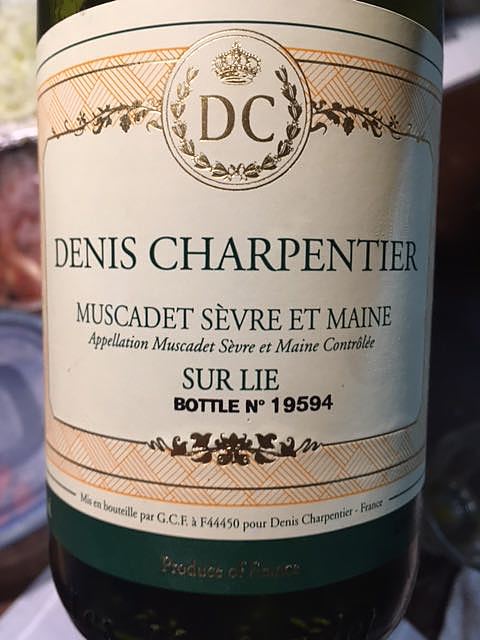 DC
DENIS CHARPENTIER
MUSCADET SÈVRE ET MAINE
Appellation Muscadet Sèvre et Maine Contrôlée
SUR LIE
BOTTLE Nº 19594
Mis en bouteille par G.C.F. à F44450 pour Denis Charpentier - France
Produce of France